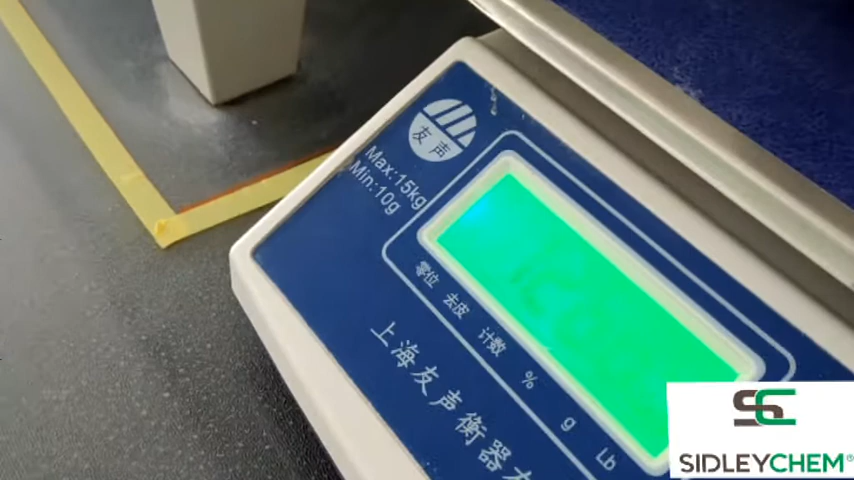 友声
Max:15kg
Min:10g
零位 去皮 计数 % g Lb
上海友声衡器
SC
SIDLEYCHEM®